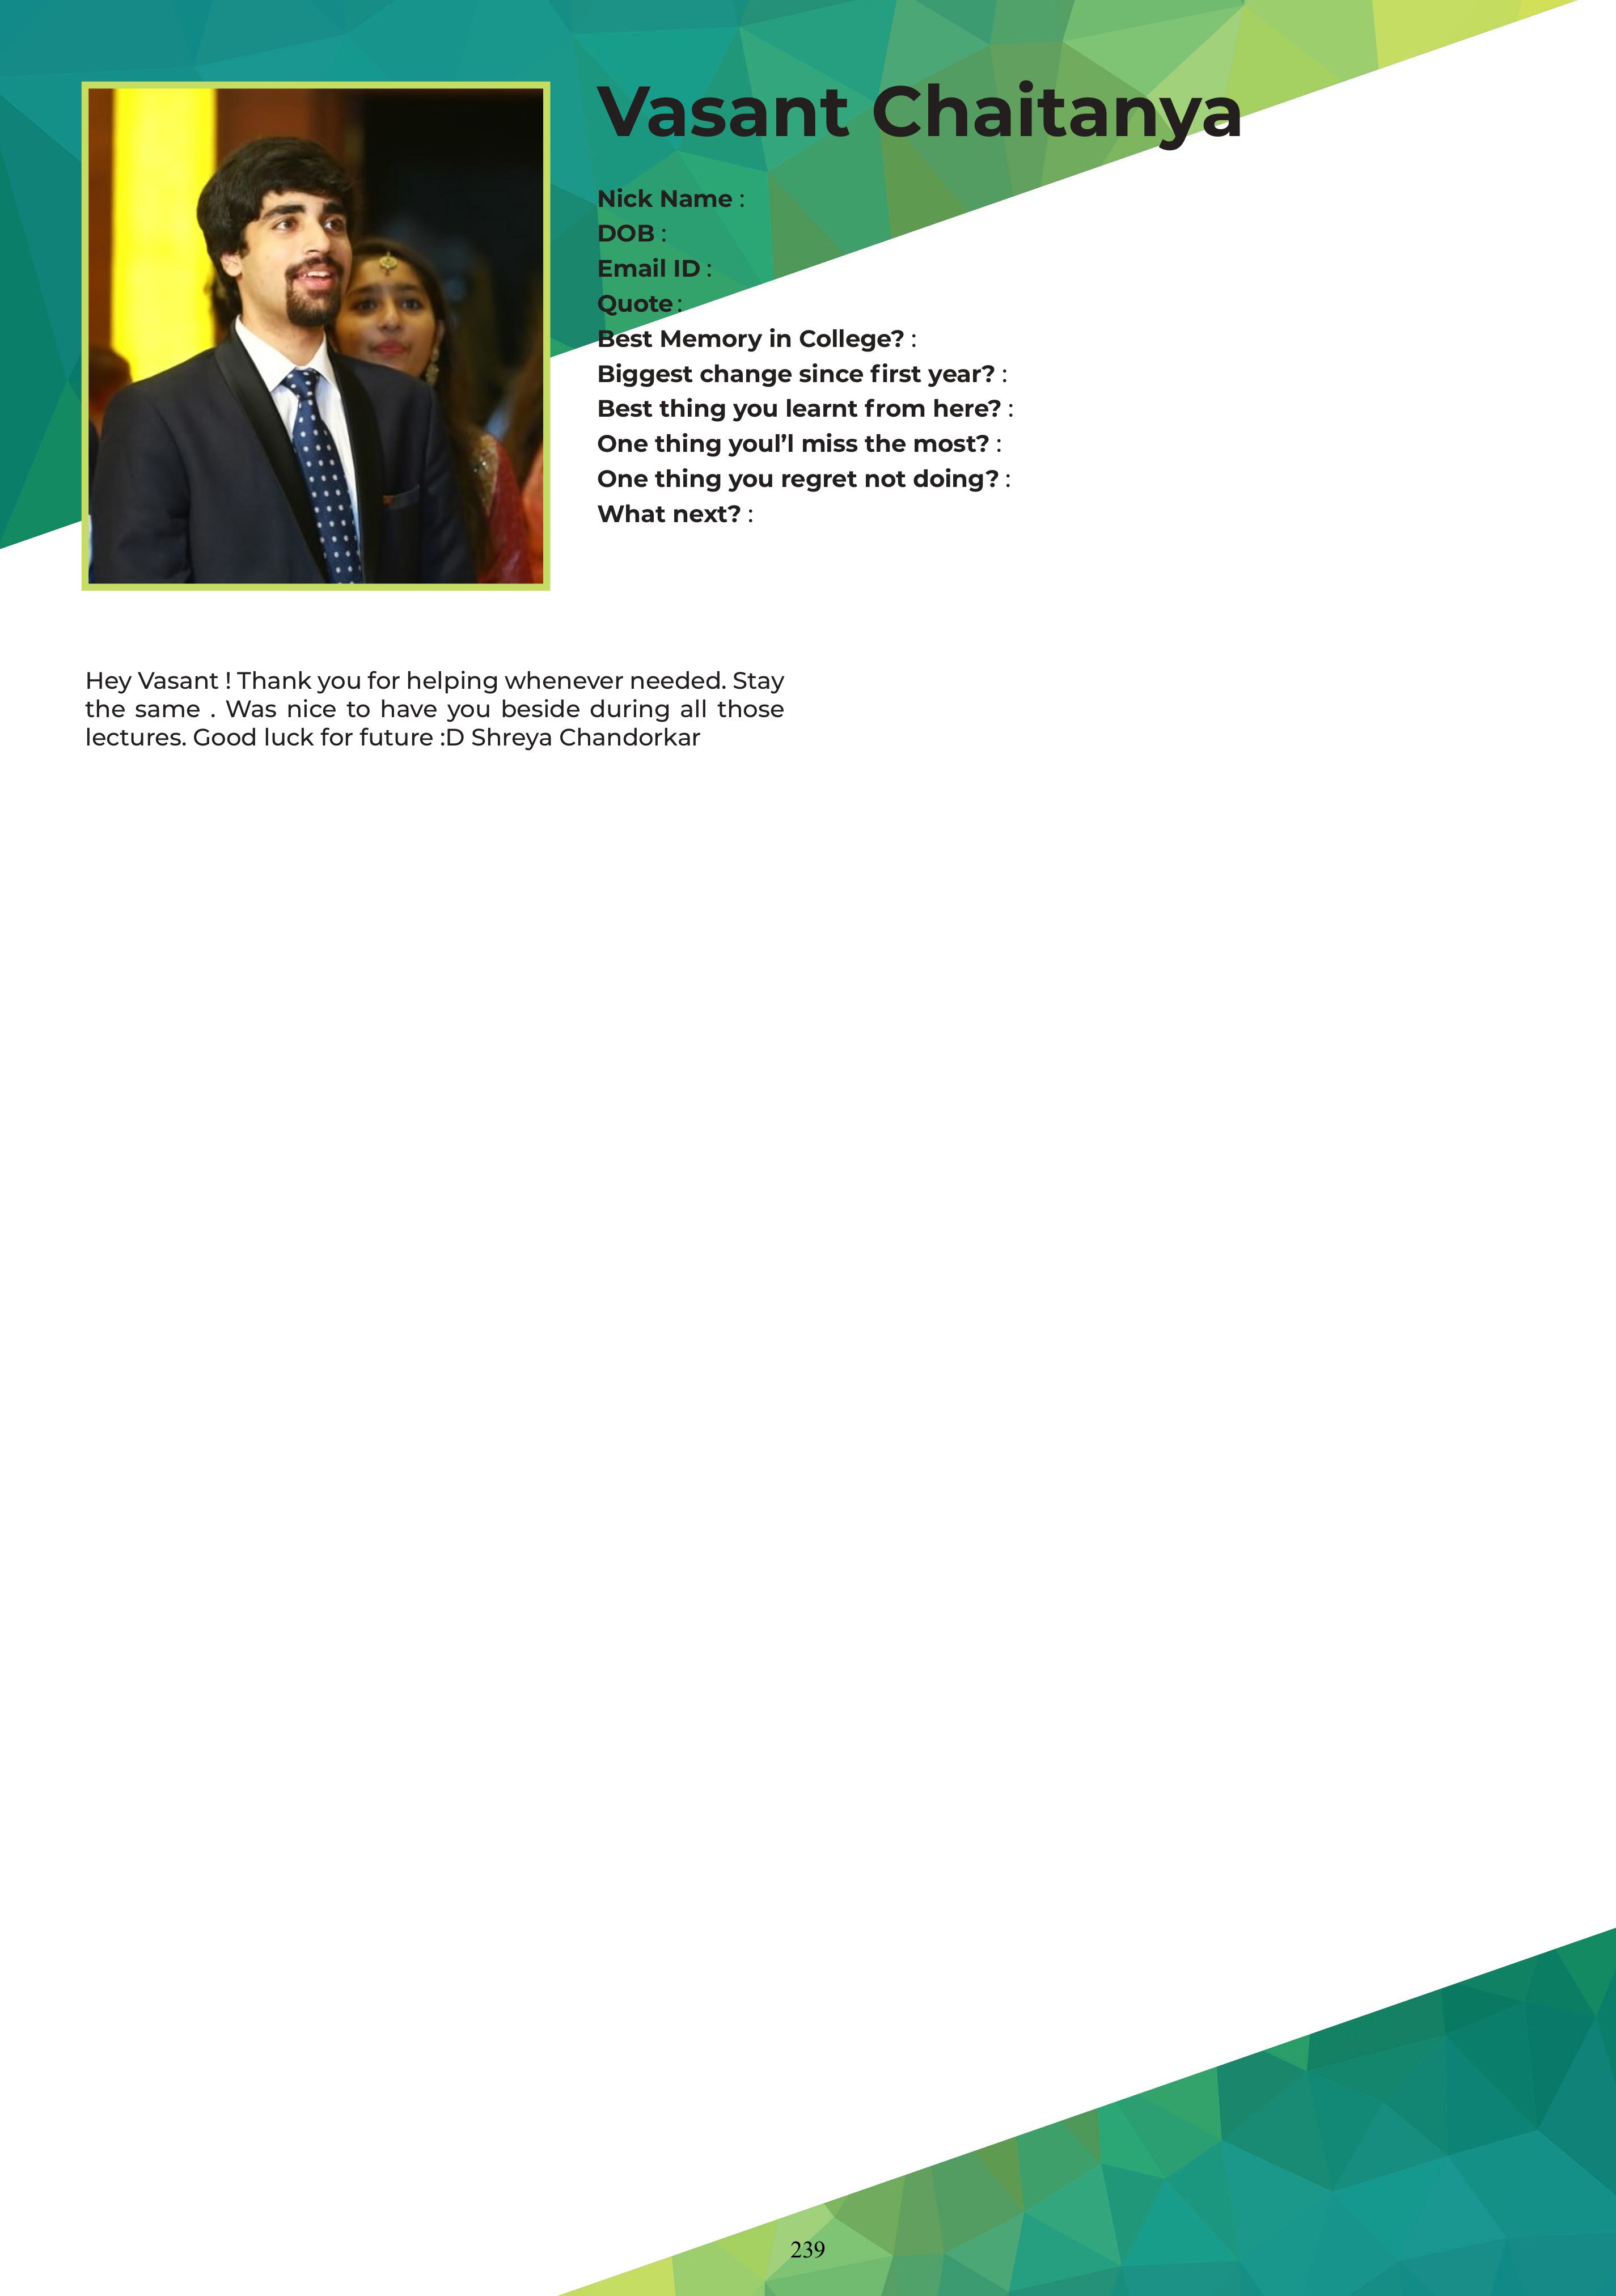 Vasant Chaitanya
Nick Name :
DOB :
Email ID :
Quote :
Best Memory in College? :
Biggest change since first year? :
Best thing you learnt from here? :
One thing youl’l miss the most? :
One thing you regret not doing? :
What next? :
Hey Vasant ! Thank you for helping whenever needed. Stay
the same . Was nice to have you beside during all those
lectures. Good luck for future :D Shreya Chandorkar
239